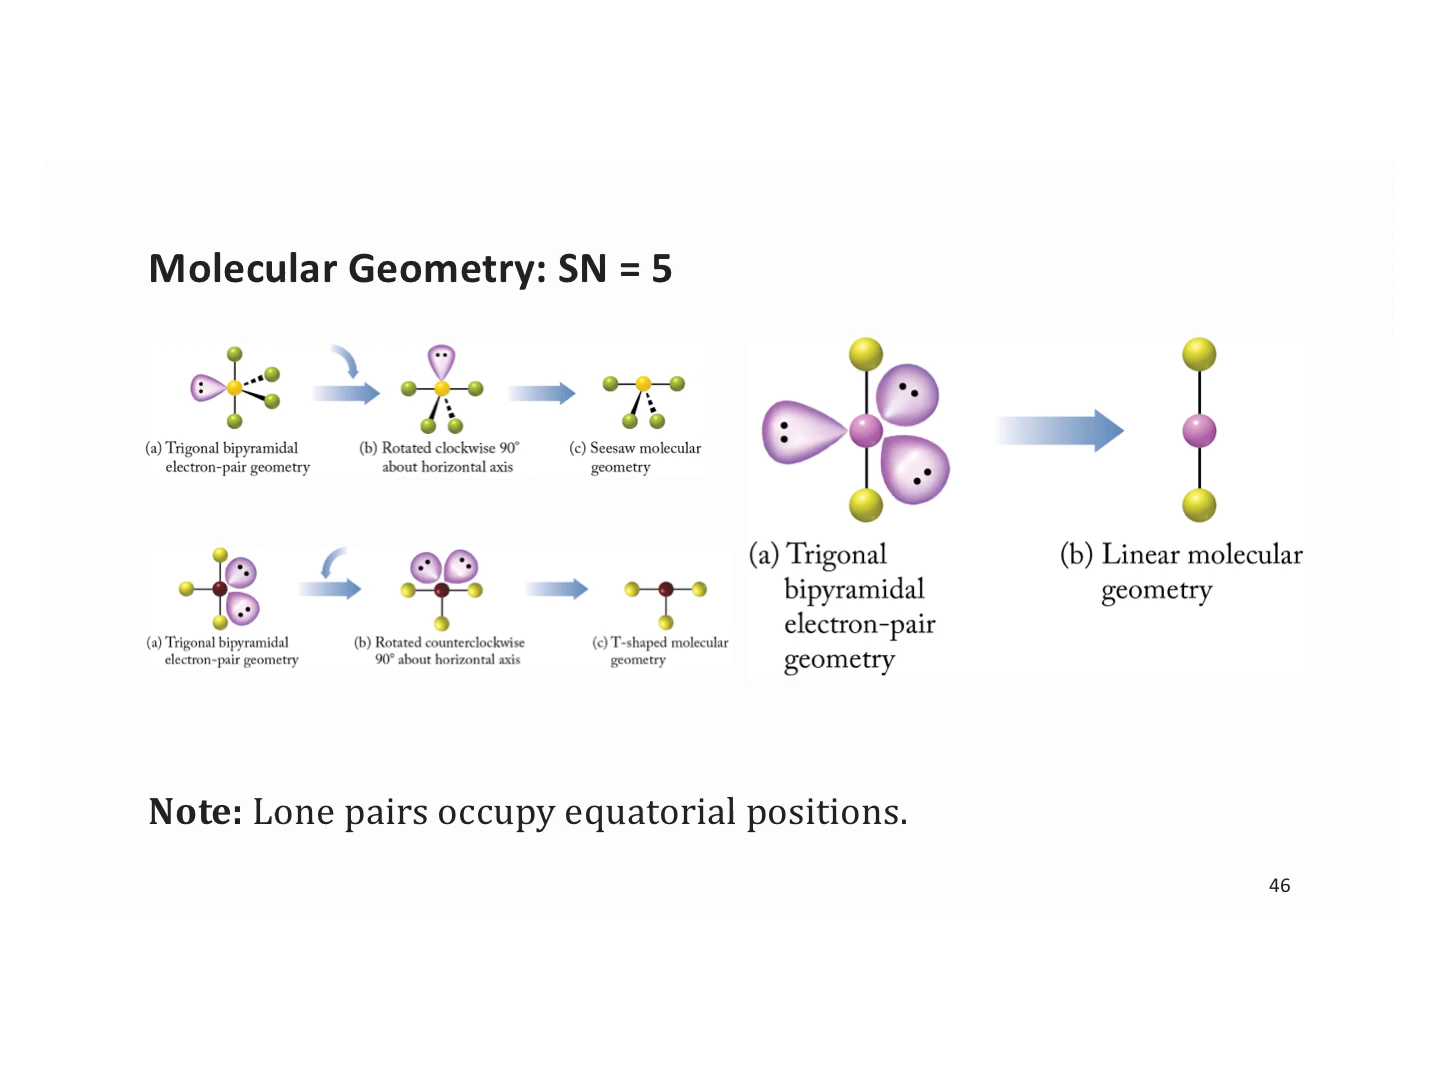 Molecular Geometry: SN = 5
(a) Trigonal bipyramidal
electron-pair geometry
(b) Rotated clockwise 90°
about horizontal axis
(c) Seesaw molecular
geometry
(a) Trigonal bipyramidal
electron-pair geometry
(b) Rotated counterclockwise
90° about horizontal axis
(c) T-shaped molecular
geometry
(a) Trigonal
bipyramidal
electron-pair
geometry
(b) Linear molecular
geometry
Note: Lone pairs occupy equatorial positions.
46